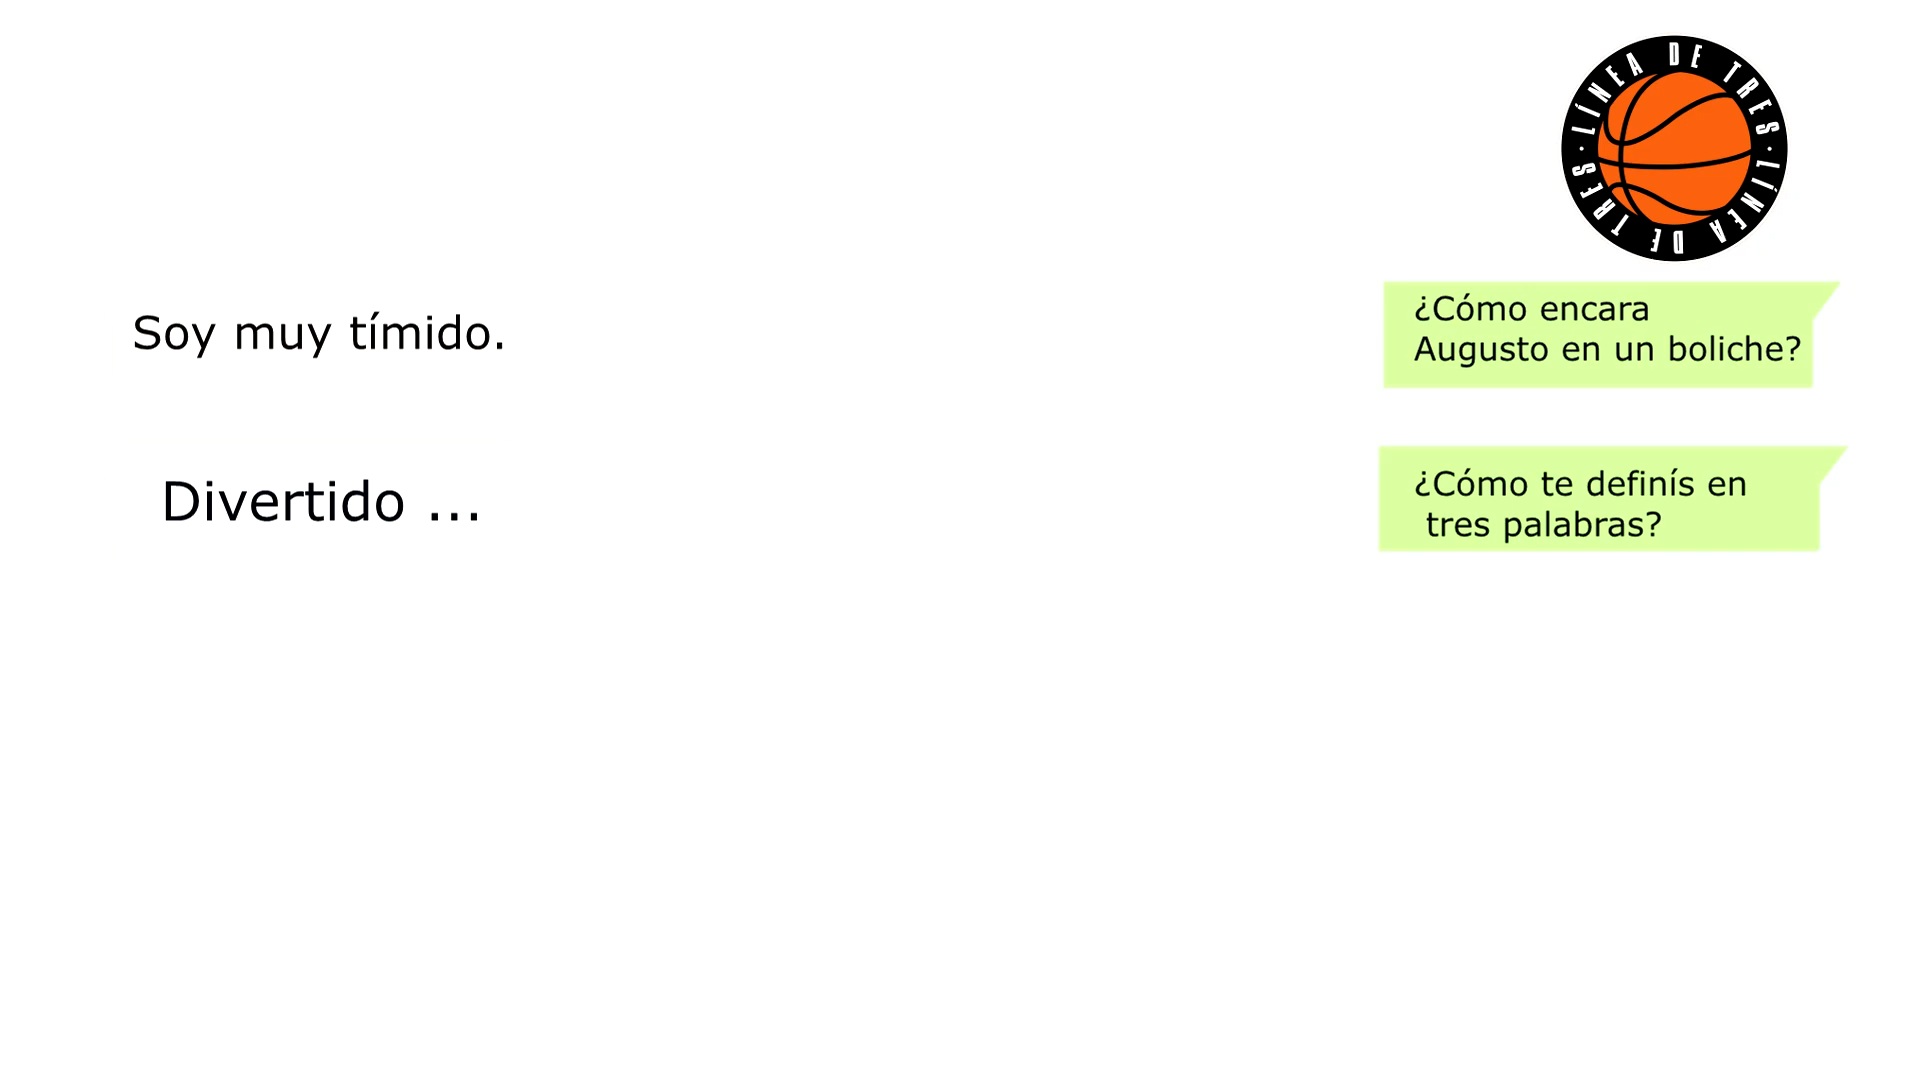 LÍNEA DE TRES · LÍNEA DE TRES ·
¿Cómo encara
Augusto en un boliche?
Soy muy tímido.
¿Cómo te definís en
tres palabras?
Divertido ...